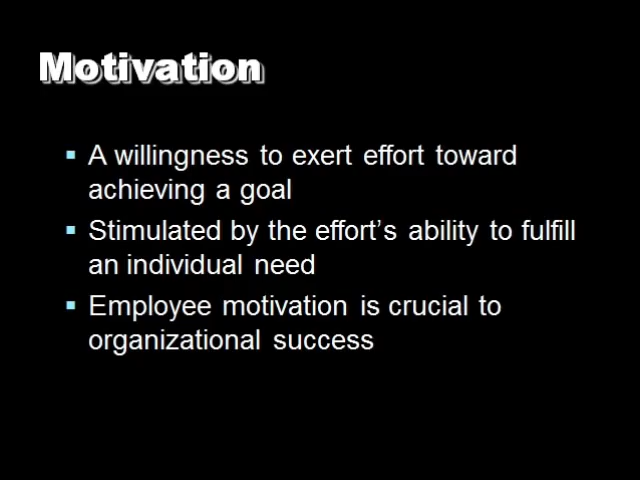 Motivation
▪ A willingness to exert effort toward
achieving a goal
▪ Stimulated by the effort's ability to fulfill
an individual need
▪ Employee motivation is crucial to
organizational success